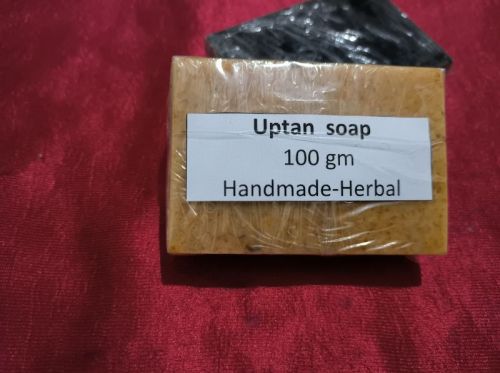 Uptan soap
100 gm
Handmade-Herbal